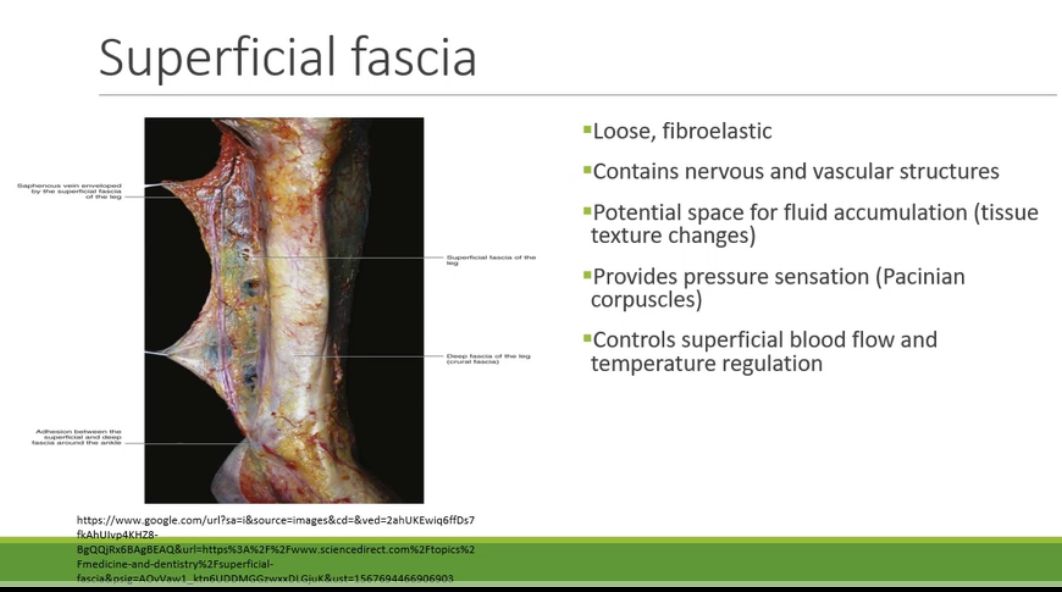 Superficial fascia
Saphenous vein enveloped
by the superficial fascia
of the leg
Superficial fascia of the
leg
Deep fascia of the leg
(crural fascia)
Adhesion between the
superficial and deep
fascia around the ankle
▪Loose, fibroelastic
▪Contains nervous and vascular structures
▪Potential space for fluid accumulation (tissue
texture changes)
▪Provides pressure sensation (Pacinian
corpuscles)
▪Controls superficial blood flow and
temperature regulation
https://www.google.com/url?sa=i&source=images&cd=&ved=2ahUKEwiq6ffDs7
fkAhUJvp4KHZ8-
BgQQjRx6BAgBEAQ&url=https%3A%2F%2Fwww.sciencedirect.com%2Ftopics%2
Fmedicine-and-dentistry%2Fsuperficial-
fascia&psig=AOvVaw1_ktn6UDDMGGzwxxDLGjuK&ust=1567694466906903